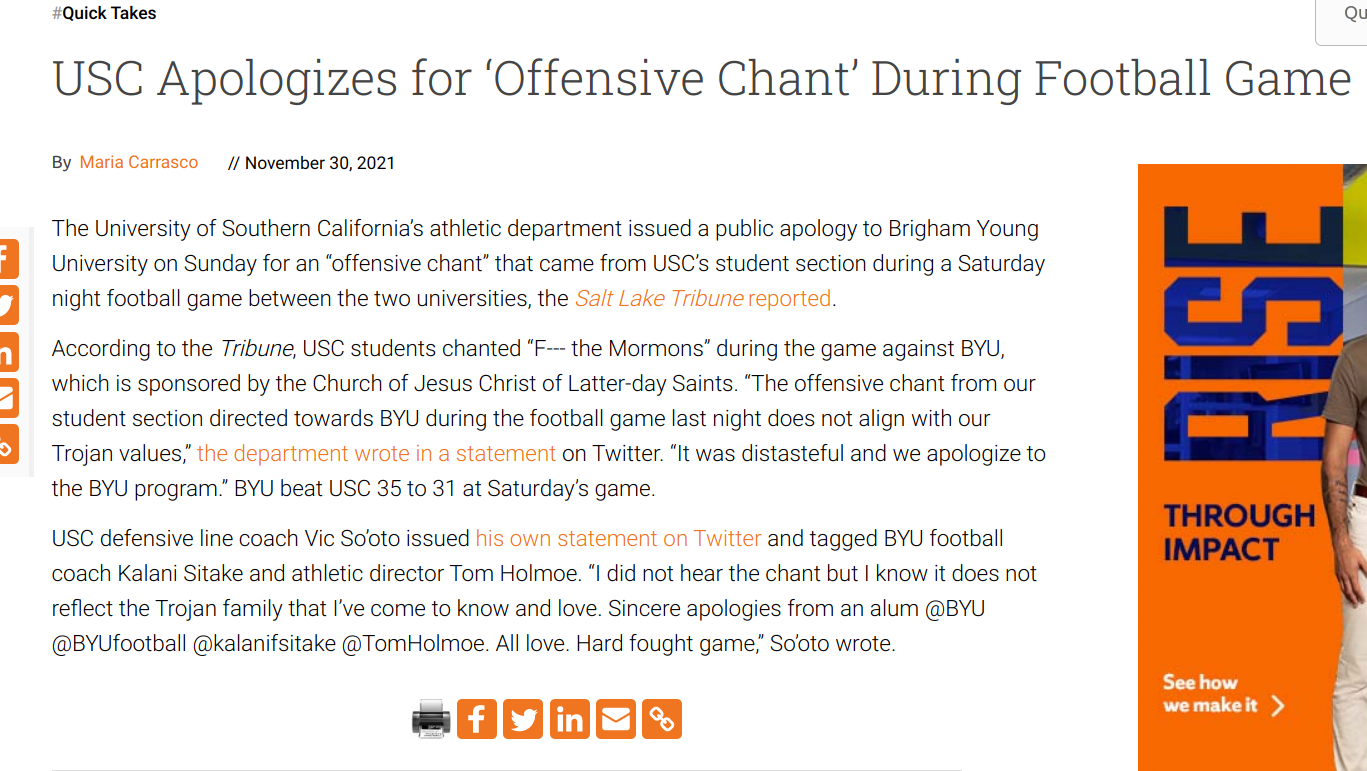 #Quick Takes
Qu
USC Apologizes for ‘Offensive Chant’ During Football Game
By Maria Carrasco // November 30, 2021
The University of Southern California’s athletic department issued a public apology to Brigham Young
University on Sunday for an “offensive chant” that came from USC’s student section during a Saturday
night football game between the two universities, the Salt Lake Tribune reported.
According to the Tribune, USC students chanted “F--- the Mormons” during the game against BYU,
which is sponsored by the Church of Jesus Christ of Latter-day Saints. “The offensive chant from our
student section directed towards BYU during the football game last night does not align with our
Trojan values,” the department wrote in a statement on Twitter. “It was distasteful and we apologize to
the BYU program.” BYU beat USC 35 to 31 at Saturday’s game.
USC defensive line coach Vic So’oto issued his own statement on Twitter and tagged BYU football
coach Kalani Sitake and athletic director Tom Holmoe. “I did not hear the chant but I know it does not
reflect the Trojan family that I’ve come to know and love. Sincere apologies from an alum @BYU
@BYUfootball @kalanifsitake @TomHolmoe. All love. Hard fought game,” So’oto wrote.
RISE
THROUGH
IMPACT
See how
we make it